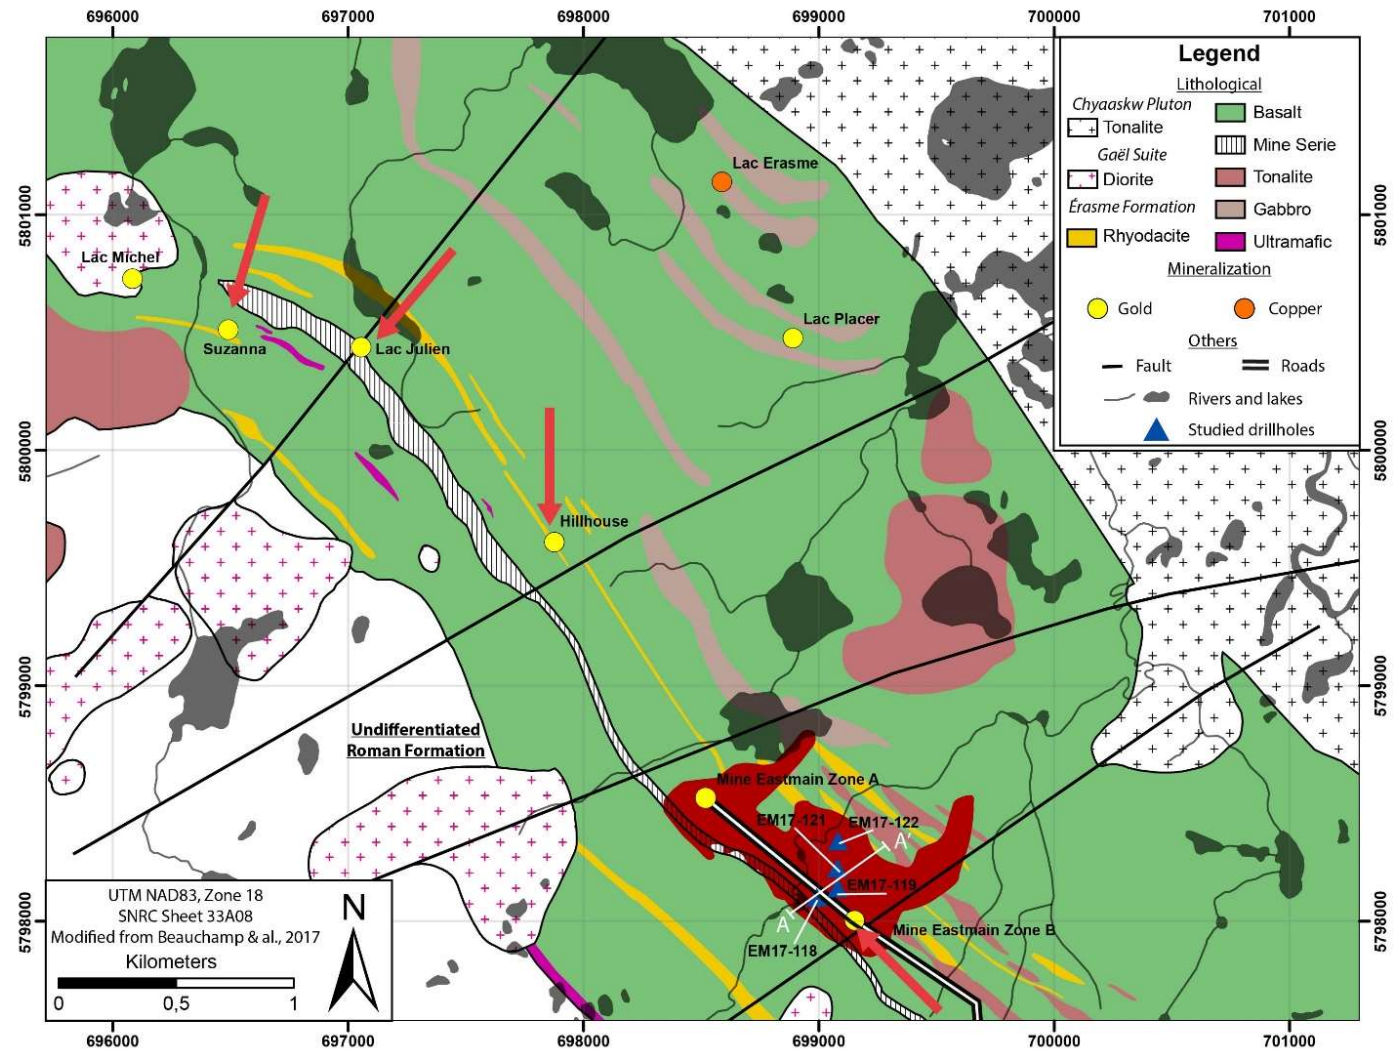 696000
697000
698000
699000
700000
701000
5801000
5800000
5799000
5798000
5801000
5800000
5799000
5798000
Legend
Lithological
Chyaaskw Pluton
Tonalite
Gaël Suite
Diorite
Érasme Formation
Rhyodacite
Basalt
Mine Serie
Tonalite
Gabbro
Ultramafic
Mineralization
Gold
Copper
Others
Fault
Roads
Rivers and lakes
Studied drillholes
Lac Erasme
Lac Michel
Lac Placer
Suzanna
Lac Julien
Hillhouse
Undifferentiated
Roman Formation
Mine Eastmain Zone A
EM17-121
EM17-122
A'
EM17-119
A
Mine Eastmain Zone B
EM17-118
UTM NAD83, Zone 18
SNRC Sheet 33A08
Modified from Beauchamp & al., 2017
Kilometers
0
0,5
1
N
696000
697000
698000
699000
700000
701000